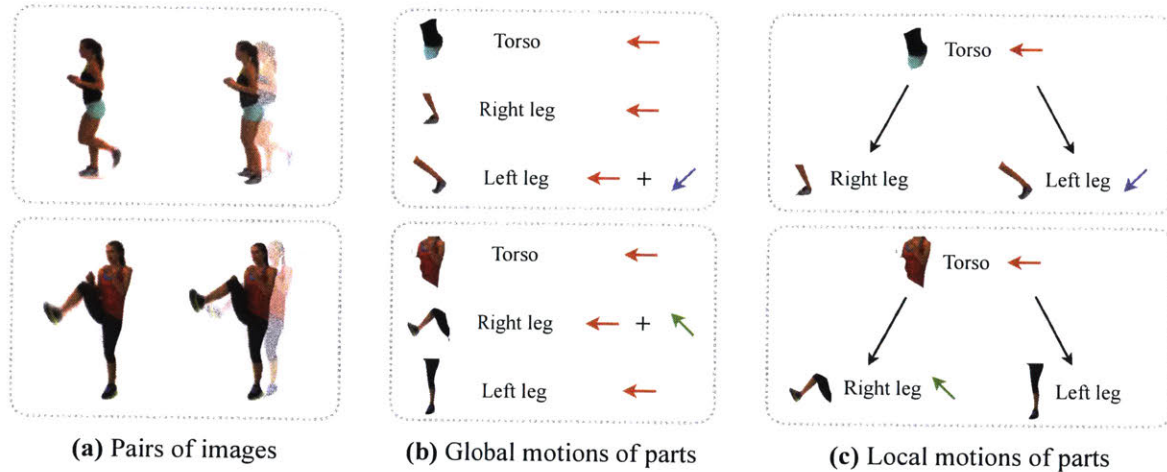 Torso
Right leg
Left leg +
Torso
Right leg +
Left leg
Torso
Right leg Left leg
Torso
Right leg Left leg
(a) Pairs of images (b) Global motions of parts (c) Local motions of parts